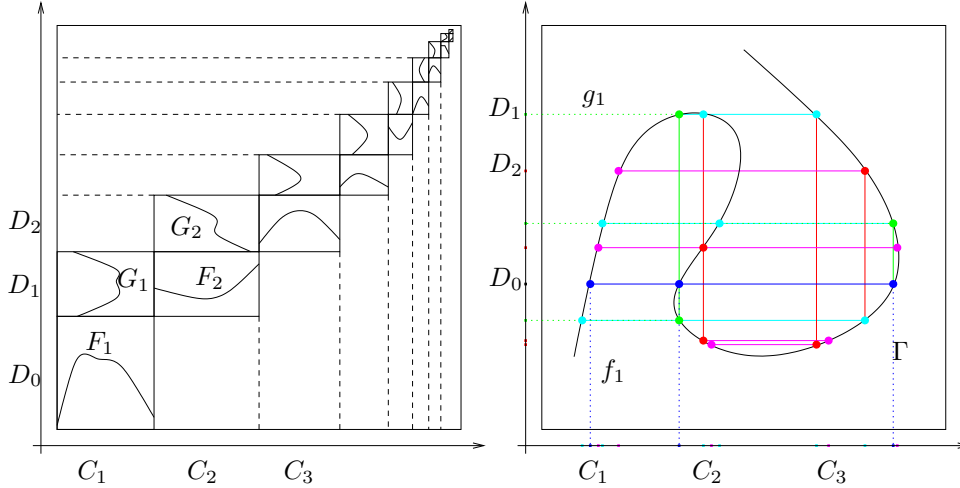 D₂
G₂
D₁
G₁
F₂
F₁
D₀
C₁ C₂ C₃
D₁
g₁
D₂
D₀
f₁
Γ
C₁ C₂ C₃